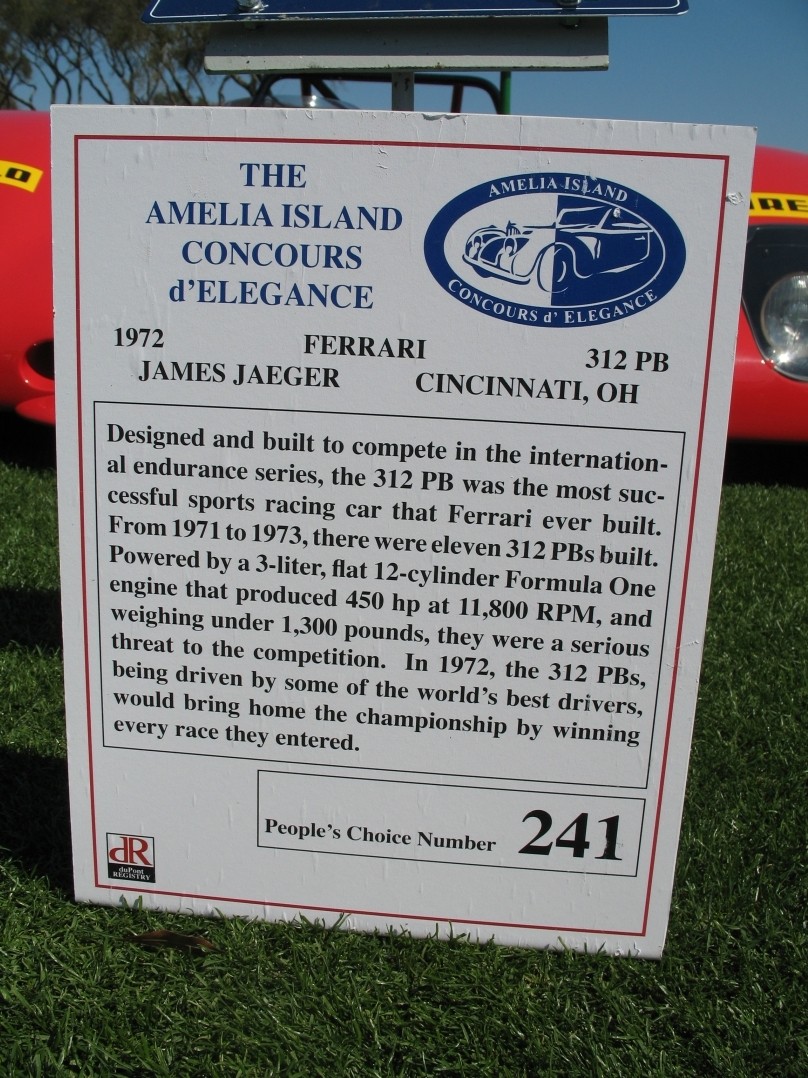 THE
AMELIA ISLAND
CONCOURS
d'ELEGANCE
AMELIA ISLAND
CONCOURS d' ELEGANCE
1972 FERRARI 312 PB
JAMES JAEGER CINCINNATI, OH
Designed and built to compete in the internation-
al endurance series, the 312 PB was the most suc-
cessful sports racing car that Ferrari ever built.
From 1971 to 1973, there were eleven 312 PBs built.
Powered by a 3-liter, flat 12-cylinder Formula One
engine that produced 450 hp at 11,800 RPM, and
weighing under 1,300 pounds, they were a serious
threat to the competition. In 1972, the 312 PBs,
being driven by some of the world's best drivers,
would bring home the championship by winning
every race they entered.
People's Choice Number 241
dR
duPont
REGISTRY